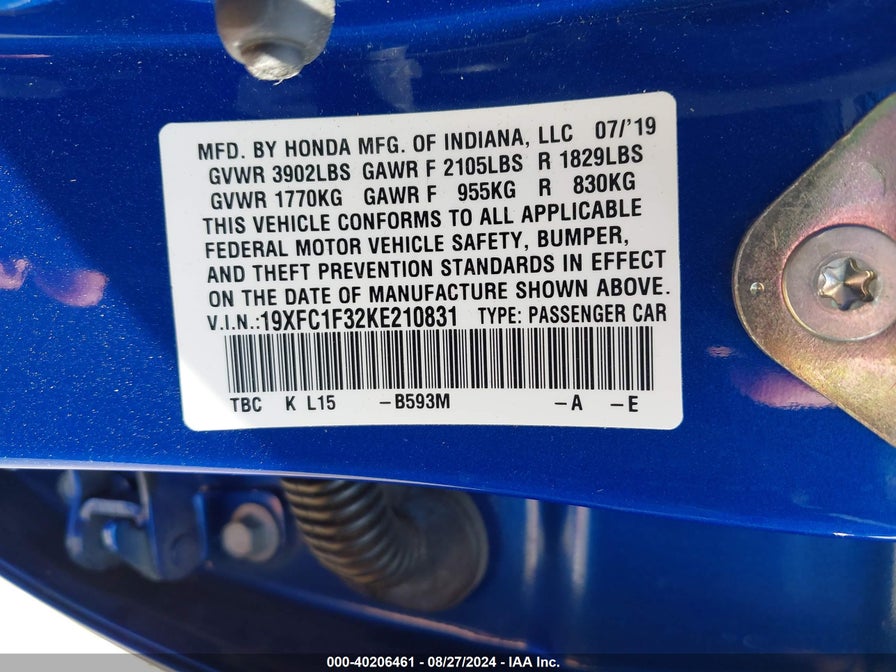 MFD. BY HONDA MFG. OF INDIANA, LLC 07/'19
GVWR 3902LBS GAWR F 2105LBS R 1829LBS
GVWR 1770KG GAWR F 955KG R 830KG
THIS VEHICLE CONFORMS TO ALL APPLICABLE
FEDERAL MOTOR VEHICLE SAFETY, BUMPER,
AND THEFT PREVENTION STANDARDS IN EFFECT
ON THE DATE OF MANUFACTURE SHOWN ABOVE.
V.I.N.:19XFC1F32KE210831 TYPE: PASSENGER CAR
TBC K L15 -B593M -A -E
000-40206461 - 08/27/2024 - IAA Inc.